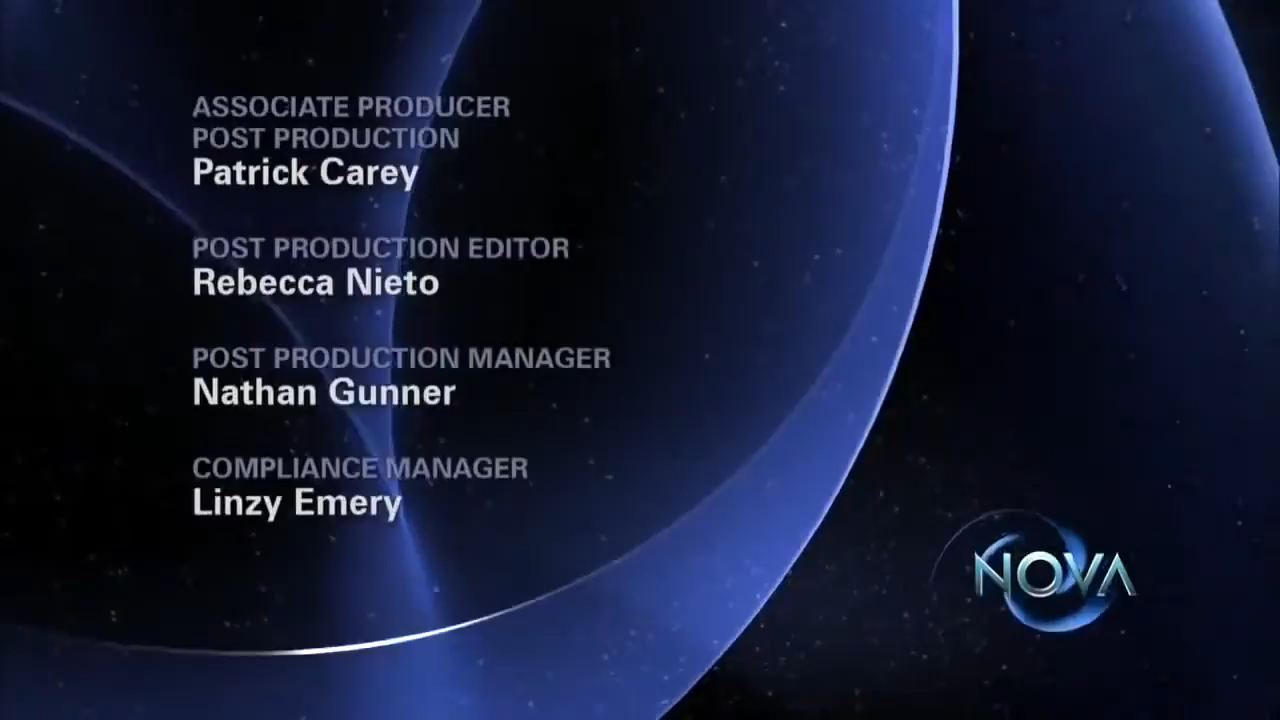 ASSOCIATE PRODUCER
POST PRODUCTION
Patrick Carey
POST PRODUCTION EDITOR
Rebecca Nieto
POST PRODUCTION MANAGER
Nathan Gunner
COMPLIANCE MANAGER
Linzy Emery
NOVA